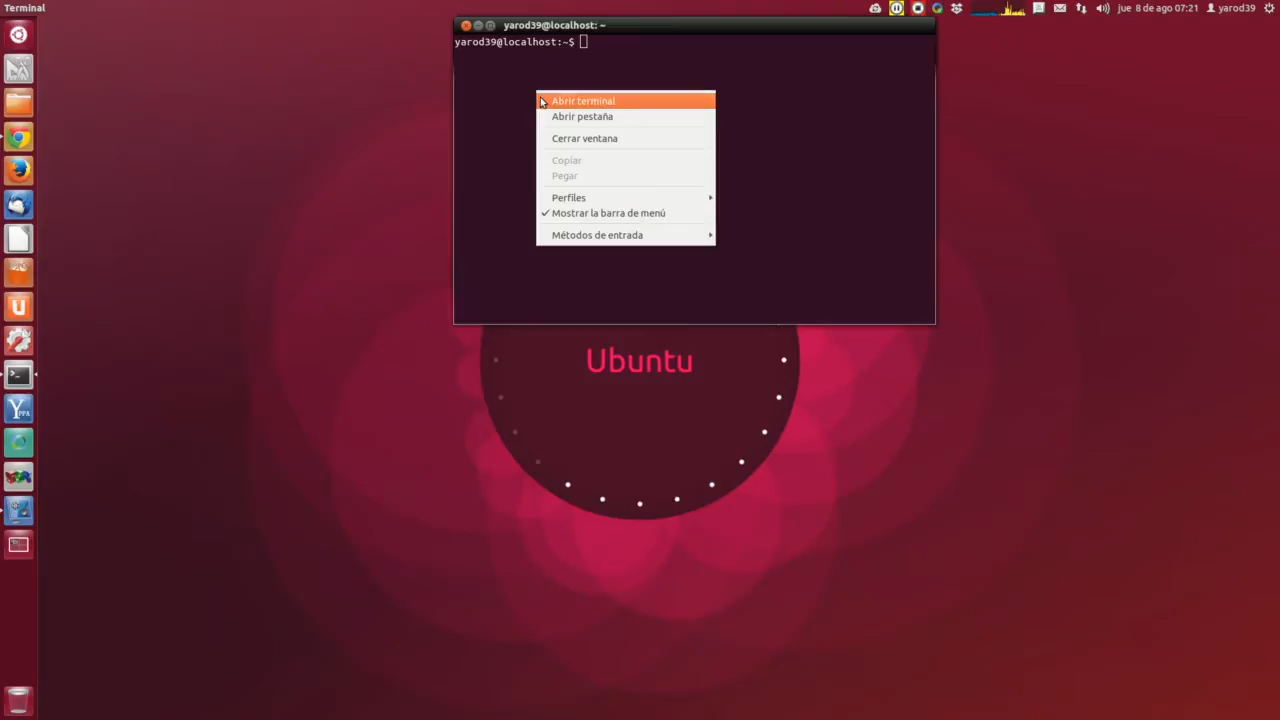 Terminal
jue 8 de ago 07:21
yarod39
yarod39@localhost: ~
yarod39@localhost:~$
Abrir terminal
Abrir pestaña
Cerrar ventana
Copiar
Pegar
Perfiles
Mostrar la barra de menú
Métodos de entrada
Ubuntu